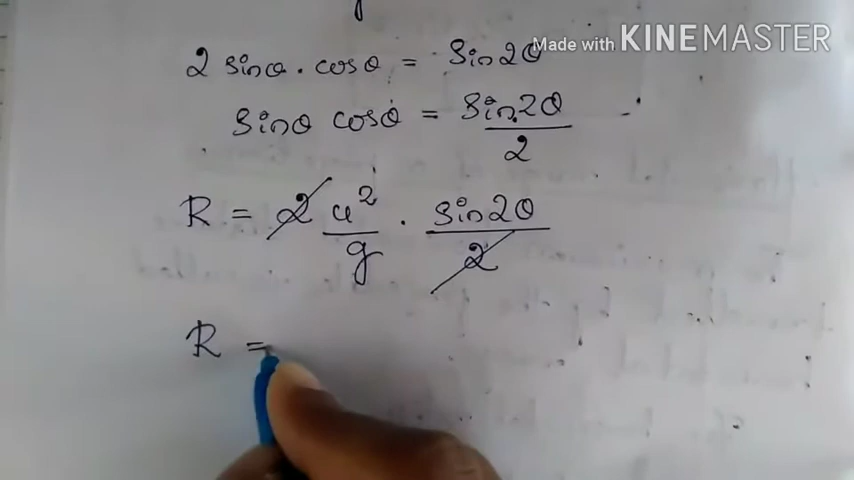 2 sinθ . cosθ = sin2θ
Made with KINEMASTER
sinθ cosθ = sin2θ / 2
R = 2 u² / g . sin2θ / 2
R =